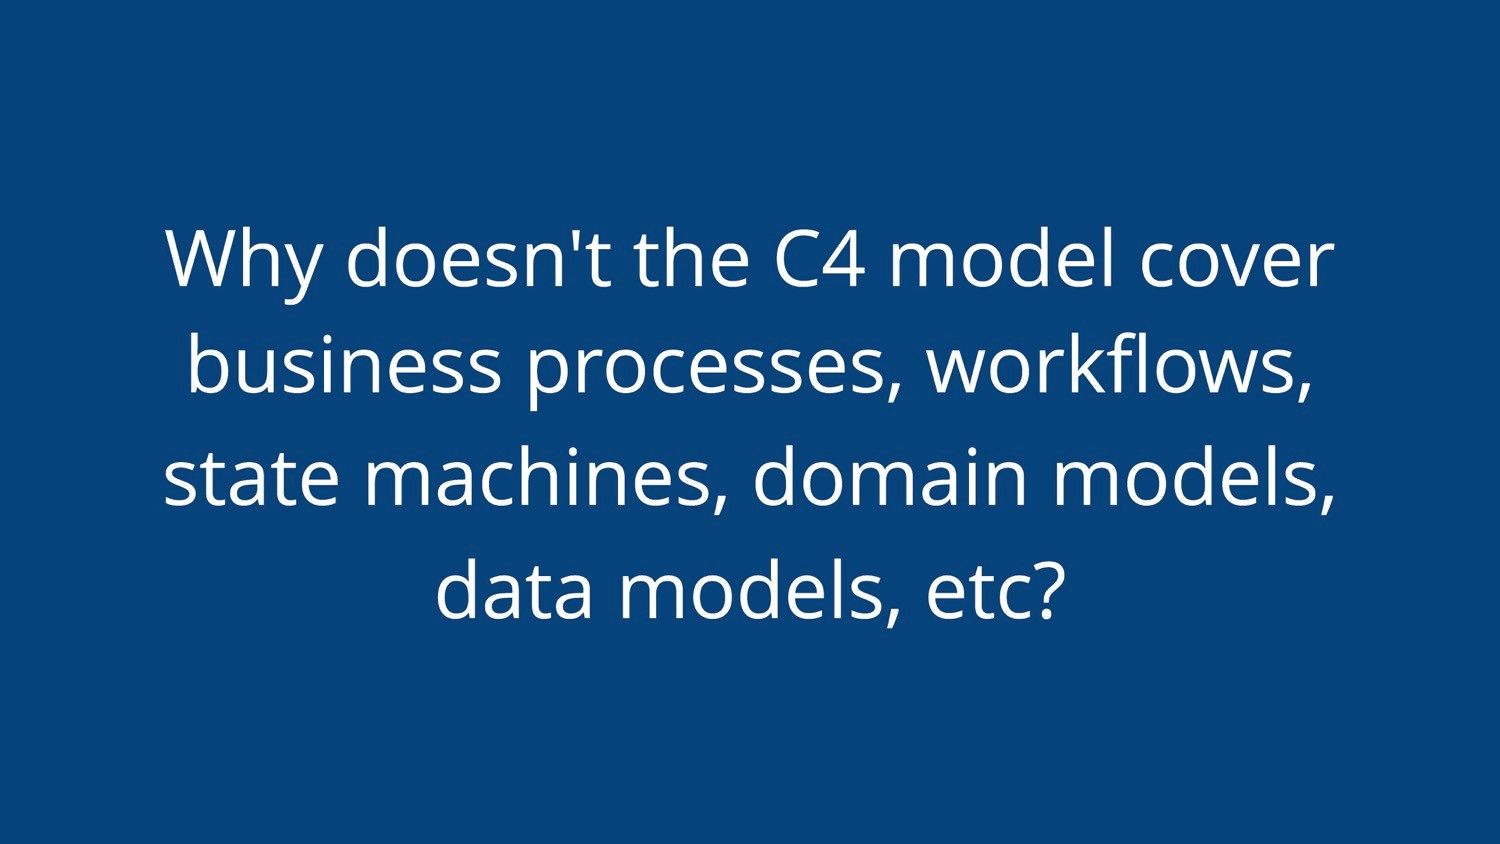 Why doesn't the C4 model cover
business processes, workflows,
state machines, domain models,
data models, etc?